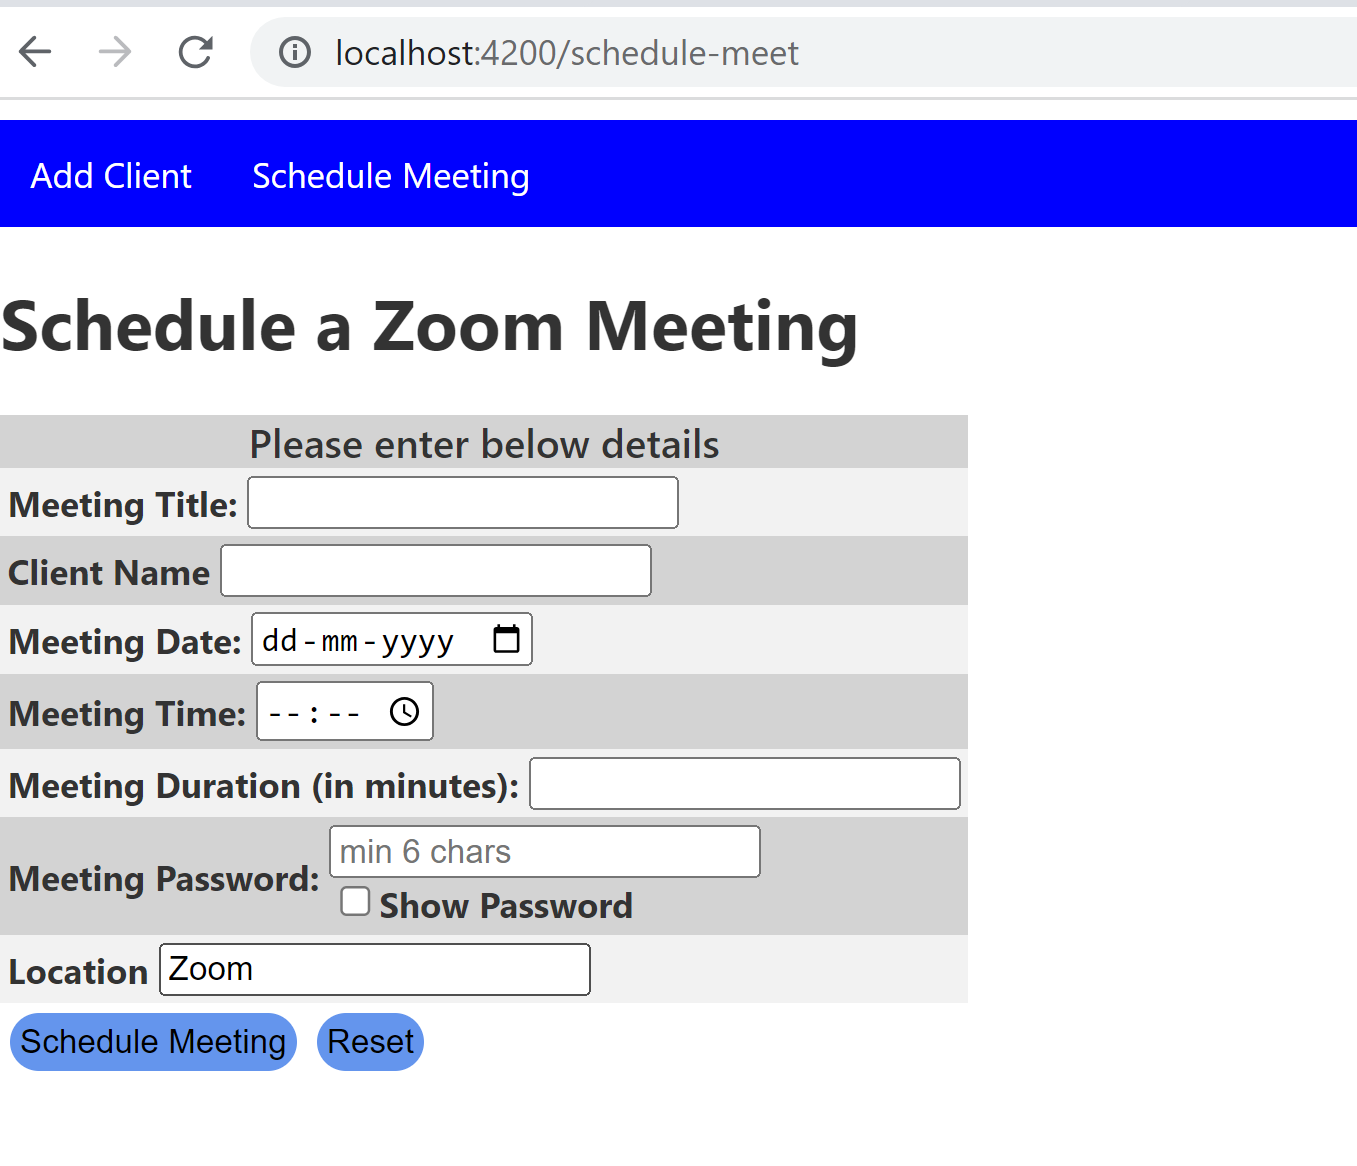 localhost:4200/schedule-meet
Add Client Schedule Meeting
Schedule a Zoom Meeting
Please enter below details
Meeting Title:
Client Name
Meeting Date: dd-mm-yyyy
Meeting Time: --:--
Meeting Duration (in minutes):
Meeting Password: min 6 chars
Show Password
Location Zoom
Schedule Meeting Reset